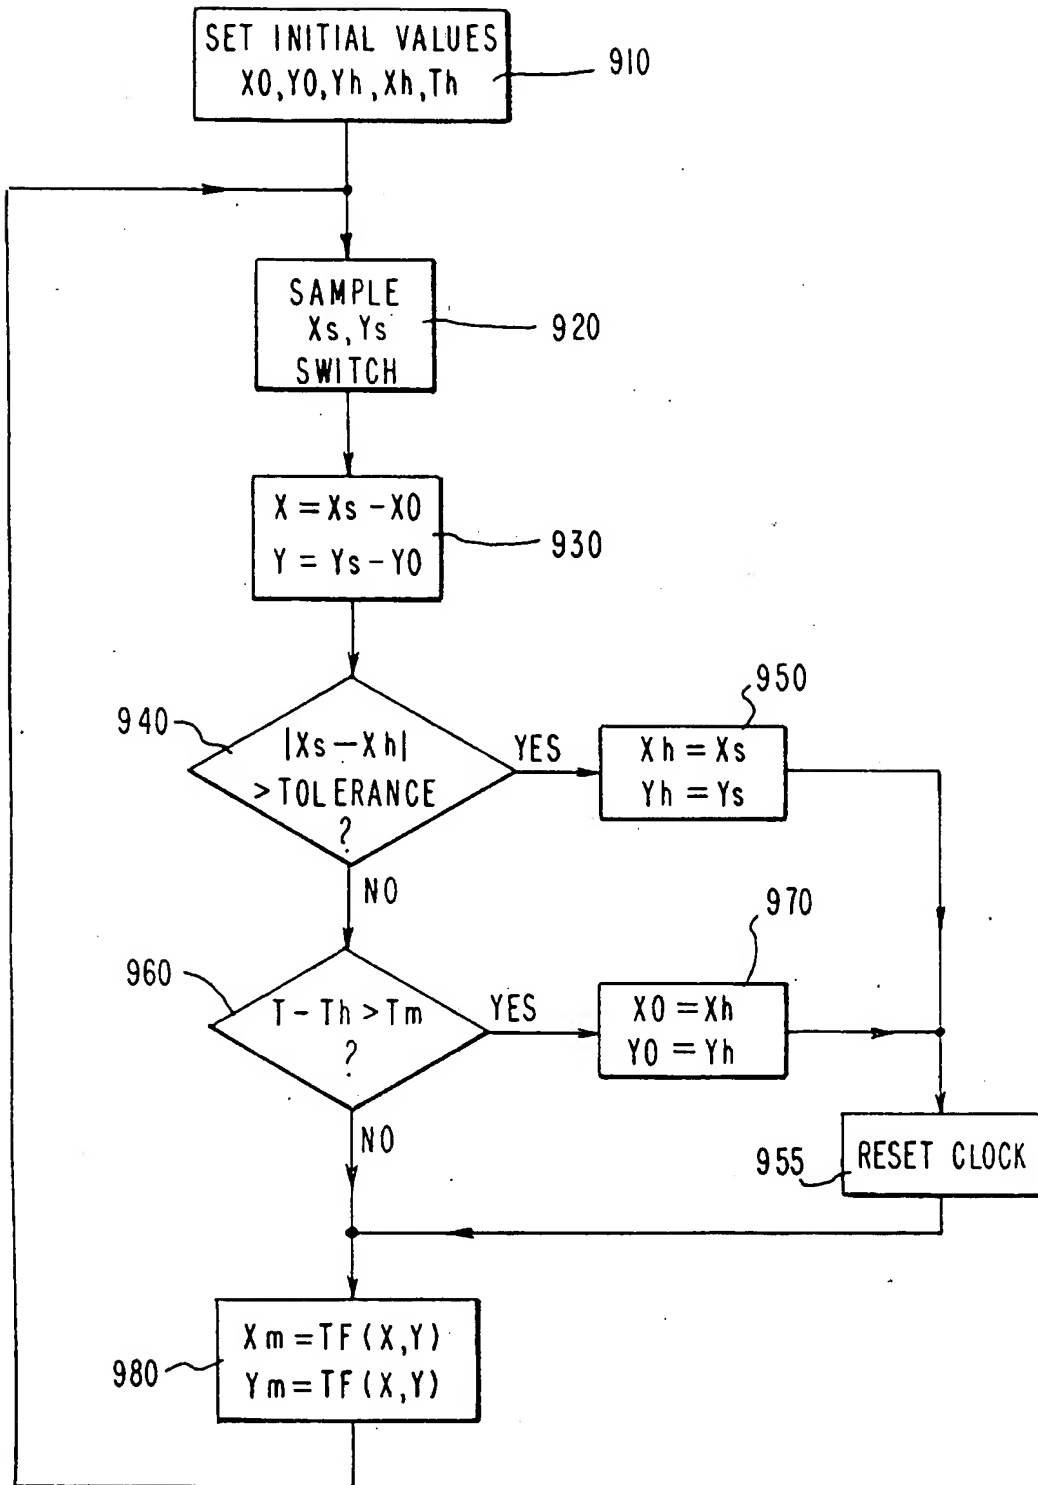 SET INITIAL VALUES
X0,Y0,Yh,Xh,Th
910
SAMPLE
Xs,Ys
SWITCH
920
X=Xs-X0
Y=Ys-Y0
930
940
|Xs-Xh|
>TOLERANCE
?
YES
950
Xh=Xs
Yh=Ys
NO
960
T-Th>Tm
?
YES
970
X0=Xh
Y0=Yh
NO
955
RESET CLOCK
980
Xm=TF(X,Y)
Ym=TF(X,Y)